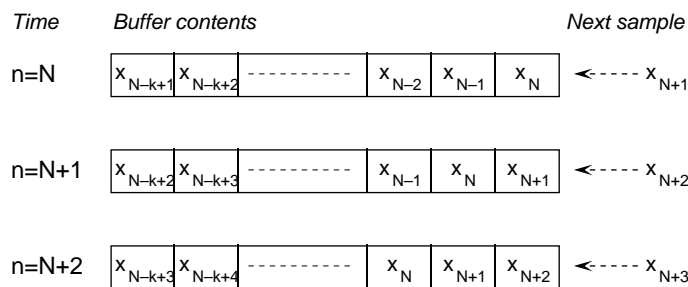 Time Buffer contents Next sample
n=N x_{N–k+1} x_{N–k+2} x_{N–2} x_{N–1} x_N x_{N+1}
n=N+1 x_{N–k+2} x_{N–k+3} x_{N–1} x_N x_{N+1} x_{N+2}
n=N+2 x_{N–k+3} x_{N–k+4} x_N x_{N+1} x_{N+2} x_{N+3}